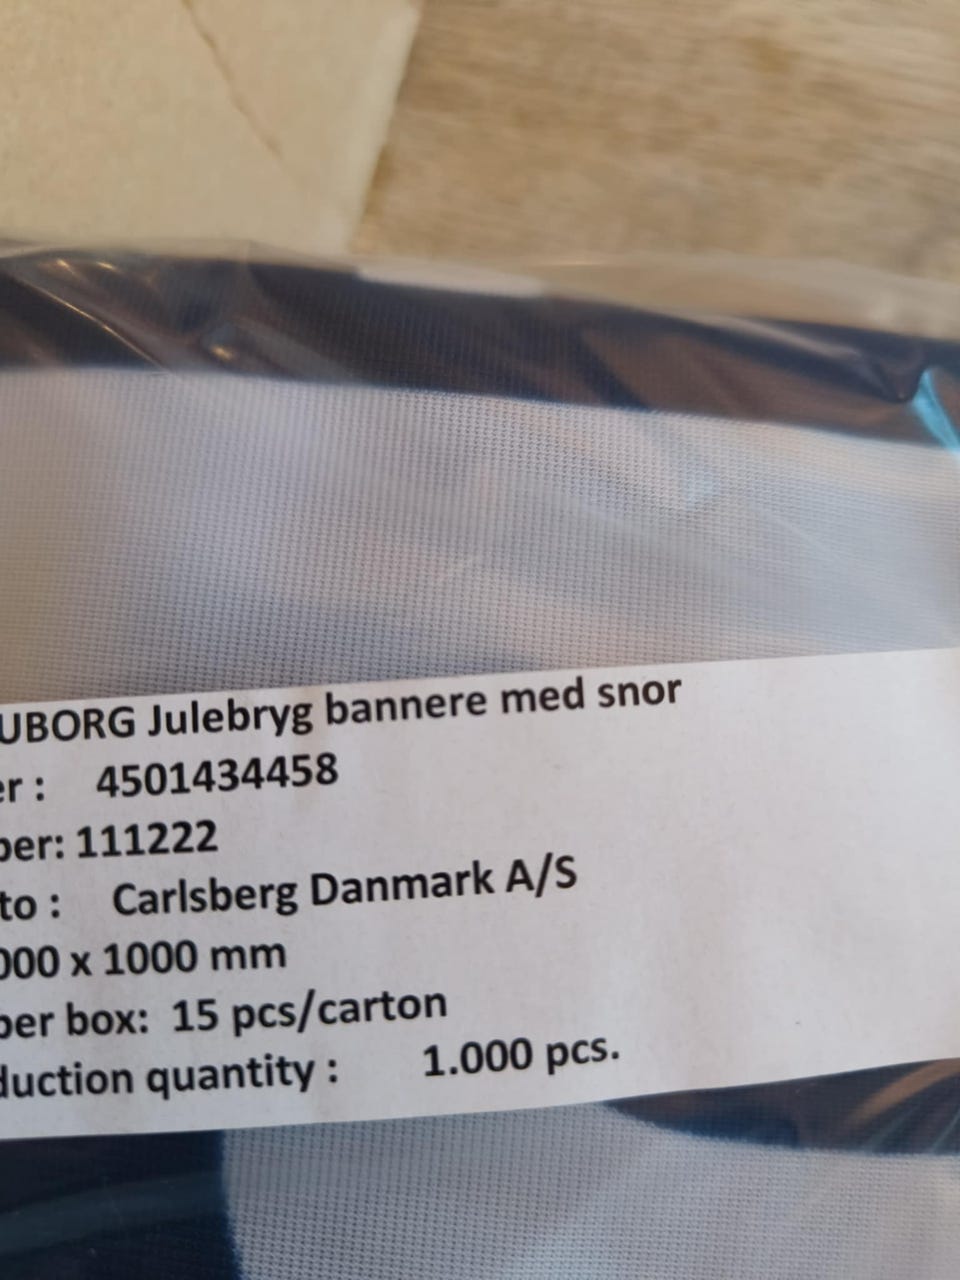 UBORG Julebryg bannere med snor
er : 4501434458
ber: 111222
to : Carlsberg Danmark A/S
000 x 1000 mm
per box: 15 pcs/carton
duction quantity : 1.000 pcs.